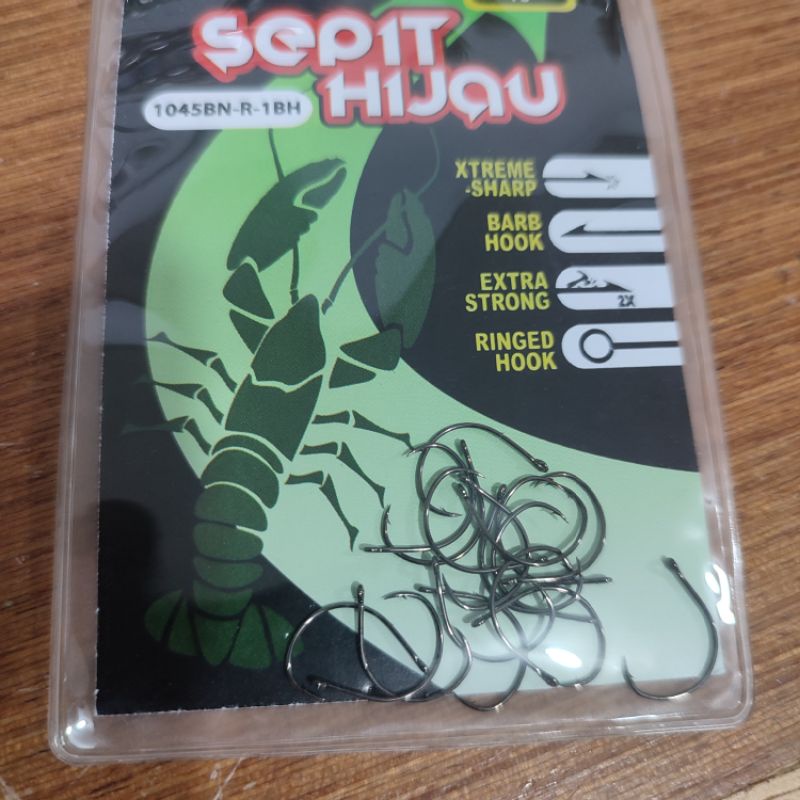 SEPIT
HIJAU
1045BN-R-1BH
XTREME
-SHARP
BARB
HOOK
EXTRA
STRONG
2X
RINGED
HOOK